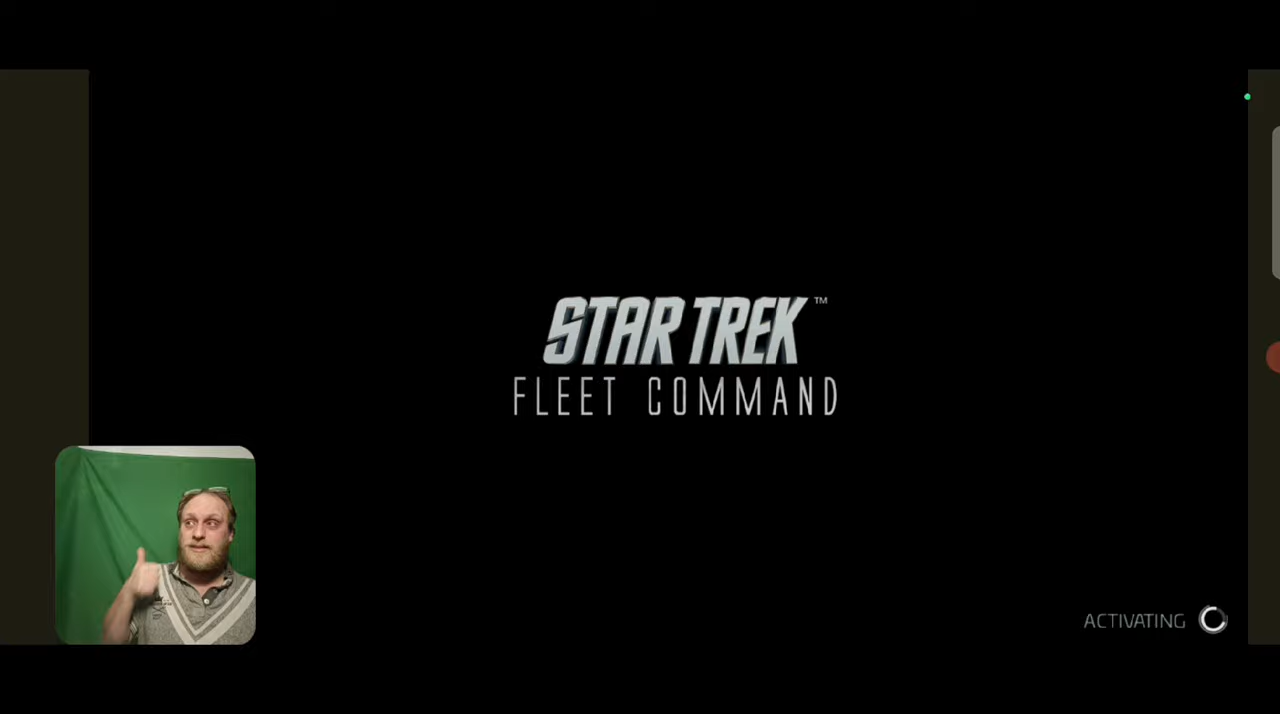 STAR TREK™
FLEET COMMAND
ACTIVATING